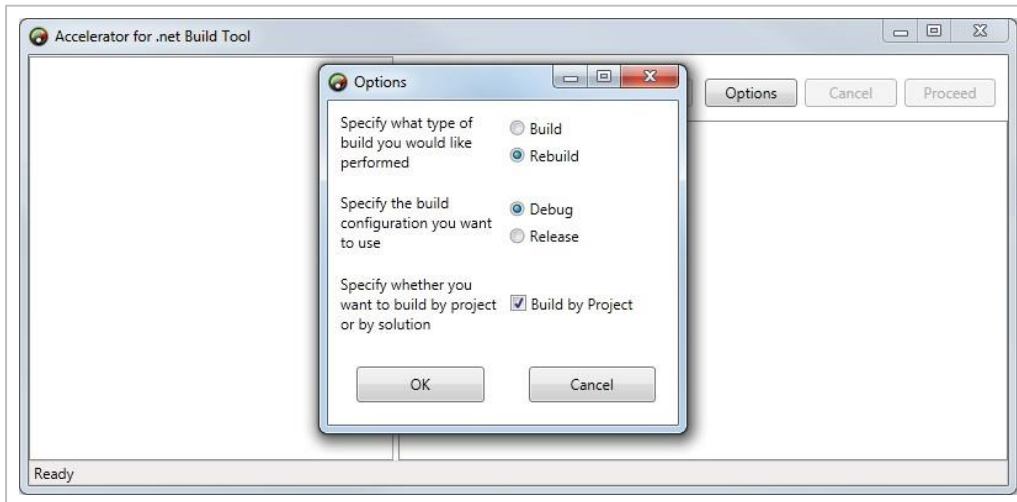 Accelerator for .net Build Tool
Options
Options
Cancel
Proceed
Specify what type of
build you would like
performed
Build
Rebuild
Specify the build
configuration you want
to use
Debug
Release
Specify whether you
want to build by project
or by solution
Build by Project
OK
Cancel
Ready